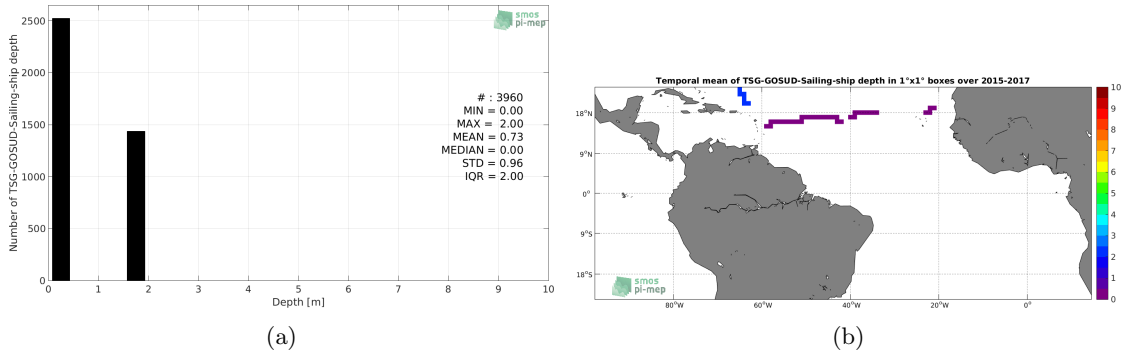 smos
pi-mep
Number of TSG-GOSUD-Sailing-ship depth
2500
2000
1500
1000
500
0
# : 3960
MIN = 0.00
MAX = 2.00
MEAN = 0.73
MEDIAN = 0.00
STD = 0.96
IQR = 2.00
0 1 2 3 4 5 6 7 8 9 10
Depth [m]
(a)
Temporal mean of TSG-GOSUD-Sailing-ship depth in 1°x1° boxes over 2015-2017
18°N
9°N
0°
9°S
18°S
80°W 60°W 40°W 20°W 0°
10
9
8
7
6
5
4
3
2
1
0
smos
pi-mep
(b)